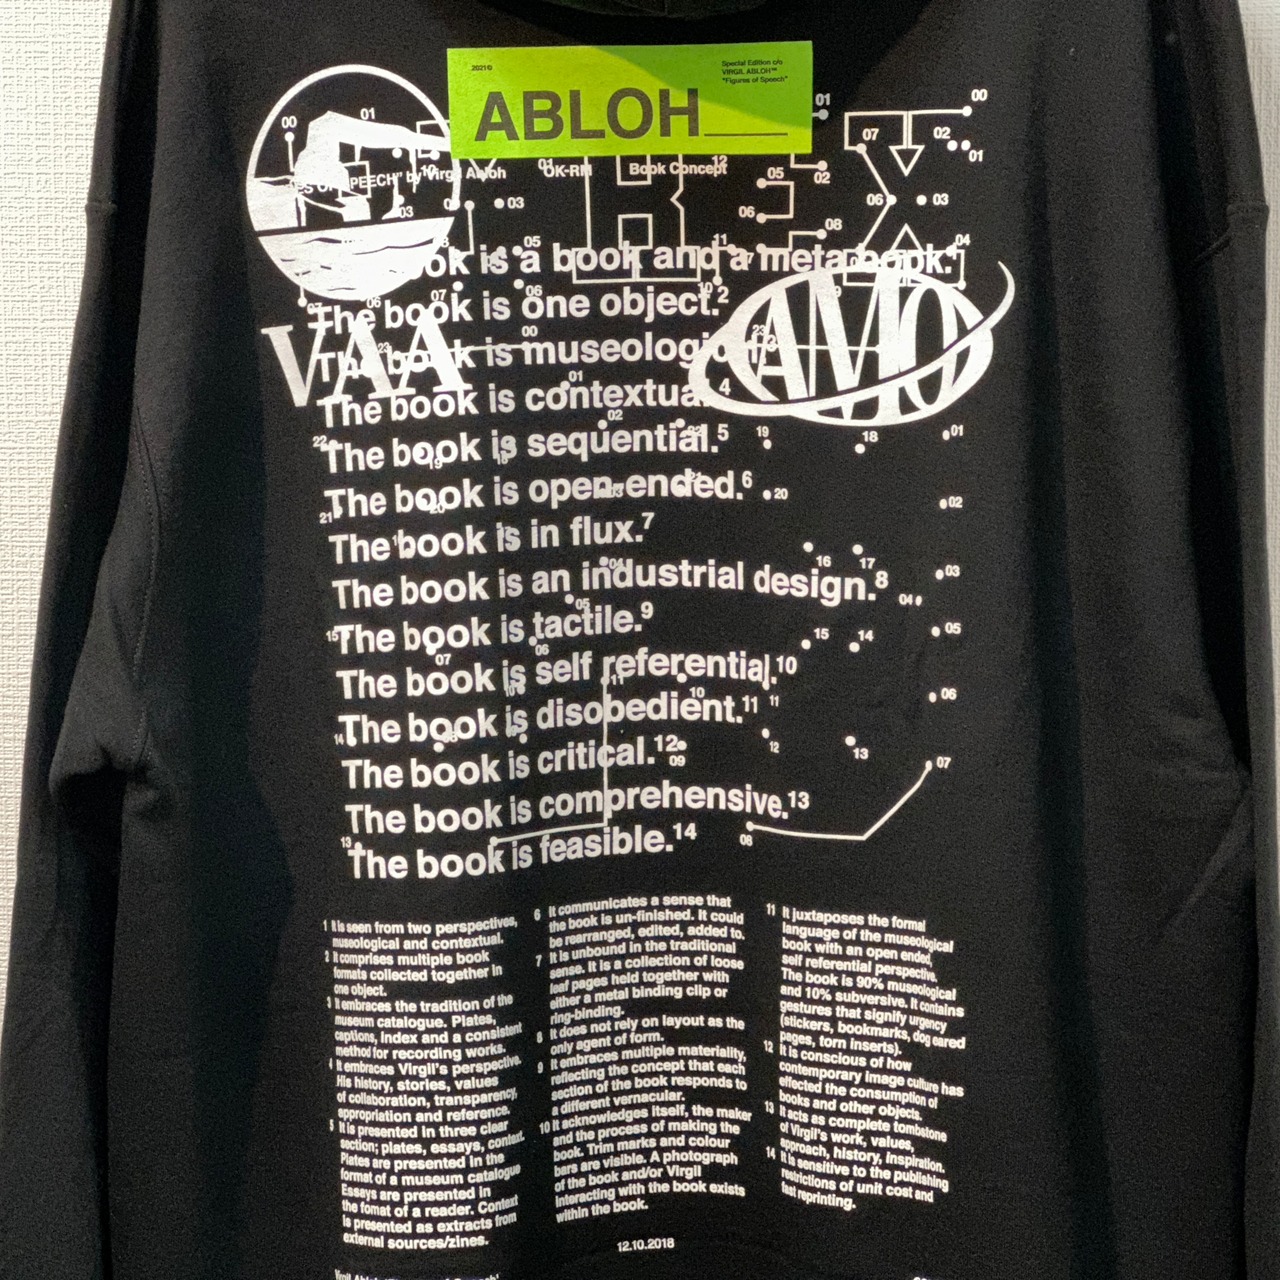 2021©
Special Edition c/o
VIRGIL ABLOH™
"Figures of Speech"
ABLOH____
PEECH" by Virgil Abloh
OK-RM
Book Concept
ok is a book and a meta book.1
The book is one object.2
The book is museologic
The book is contextua 4
VAA
AMO
The book is sequential.5
The book is open-ended.6
The book is in flux.7
The book is an industrial design.8
The book is tactile.9
The book is self referential.10
The book is disobedient.11
The book is critical.12
The book is comprehensive.13
The book is feasible.14
1 It is seen from two perspectives,
museological and contextual.
2 It comprises multiple book
formats collected together in
one object.
3 It embraces the tradition of the
museum catalogue. Plates,
captions, index and a consistent
method for recording works.
4 It embraces Virgil's perspective.
His history, stories, values
of collaboration, transparency,
appropriation and reference.
5 It is presented in three clear
section; plates, essays, context.
Plates are presented in the
format of a museum catalogue
Essays are presented in
the fomat of a reader. Context
is presented as extracts from
external sources/zines.
6 It communicates a sense that
the book is un-finished. It could
be rearranged, edited, added to.
7 It is unbound in the traditional
sense. It is a collection of loose
leaf pages held together with
either a metal binding clip or
ring-binding.
8 It does not rely on layout as the
only agent of form.
9 It embraces multiple materiality,
reflecting the concept that each
section of the book responds to
a different vernacular.
10 It acknowledges itself, the maker
and the process of making the
book. Trim marks and colour
bars are visible. A photograph
of the book and/or Virgil
interacting with the book exists
within the book.
11 It juxtaposes the formal
language of the museological
book with an open ended,
self referential perspective.
The book is 90% museological
and 10% subversive. It contains
gestures that signify urgency
(stickers, bookmarks, dog eared
pages, torn inserts).
12 It is conscious of how
contemporary image culture has
effected the consumption of
books and other objects.
13 It acts as complete tombstone
of Virgil's work, values,
approach, history, inspiration.
14 It is sensitive to the publishing
restrictions of unit cost and
fast reprinting.
12.10.2018